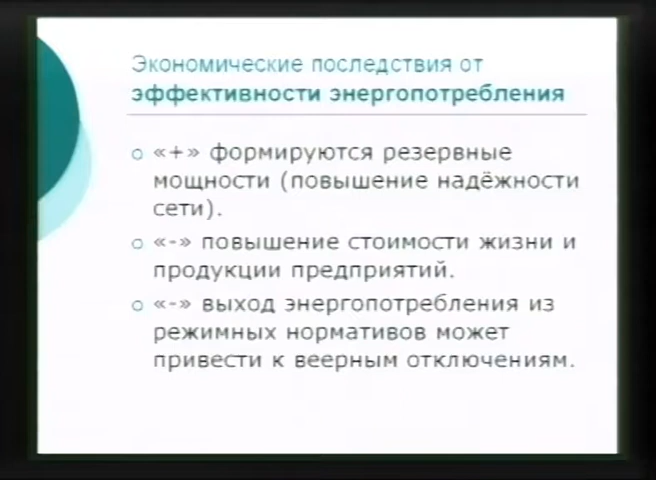 Экономические последствия от
эффективности энергопотребления
«+» формируются резервные
мощности (повышение надёжности
сети).
«-» повышение стоимости жизни и
продукции предприятий.
«-» выход энергопотребления из
режимных нормативов может
привести к веерным отключениям.